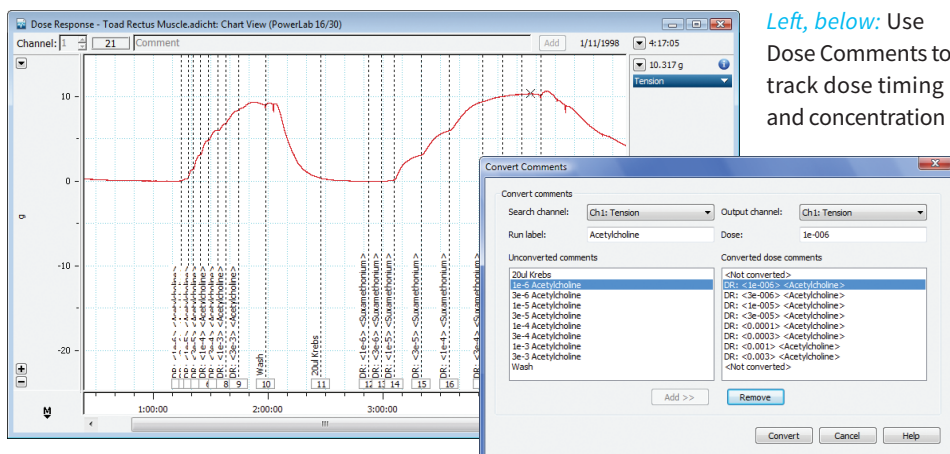 Dose Response - Toad Rectus Muscle.adicht: Chart View (PowerLab 16/30)
Channel: 1 21 Comment Add 1/11/1998 4:17:05
10.317 g
Tension
10
5
0
-5
-10
-20
g
DR: <1e-4> <Acetylcholine>
DR: <3e-4> <Acetylcholine>
DR: <1e-3> <Acetylcholine>
DR: <3e-3> <Acetylcholine>
Wash
20ul Krebs
DR: <1e-6> <Suxamethonium>
DR: <3e-6> <Suxamethonium>
DR: <1e-5> <Suxamethonium>
DR: <3e-5> <Suxamethonium>
DR: <1e-4> <Suxamethonium>
8 9 10 11 12 13 14 15 16
M
1:00:00 2:00:00 3:00:00
Left, below: Use
Dose Comments to
track dose timing
and concentration
Convert Comments
Convert comments
Search channel: Ch1: Tension Output channel: Ch1: Tension
Run label: Acetylcholine Dose: 1e-006
Unconverted comments Converted dose comments
20ul Krebs <Not converted>
1e-6 Acetylcholine DR: <1e-006> <Acetylcholine>
3e-6 Acetylcholine DR: <3e-006> <Acetylcholine>
1e-5 Acetylcholine DR: <1e-005> <Acetylcholine>
3e-5 Acetylcholine DR: <3e-005> <Acetylcholine>
1e-4 Acetylcholine DR: <0.0001> <Acetylcholine>
3e-4 Acetylcholine DR: <0.0003> <Acetylcholine>
1e-3 Acetylcholine DR: <0.001> <Acetylcholine>
3e-3 Acetylcholine DR: <0.003> <Acetylcholine>
Wash <Not converted>
Add >> Remove
Convert Cancel Help